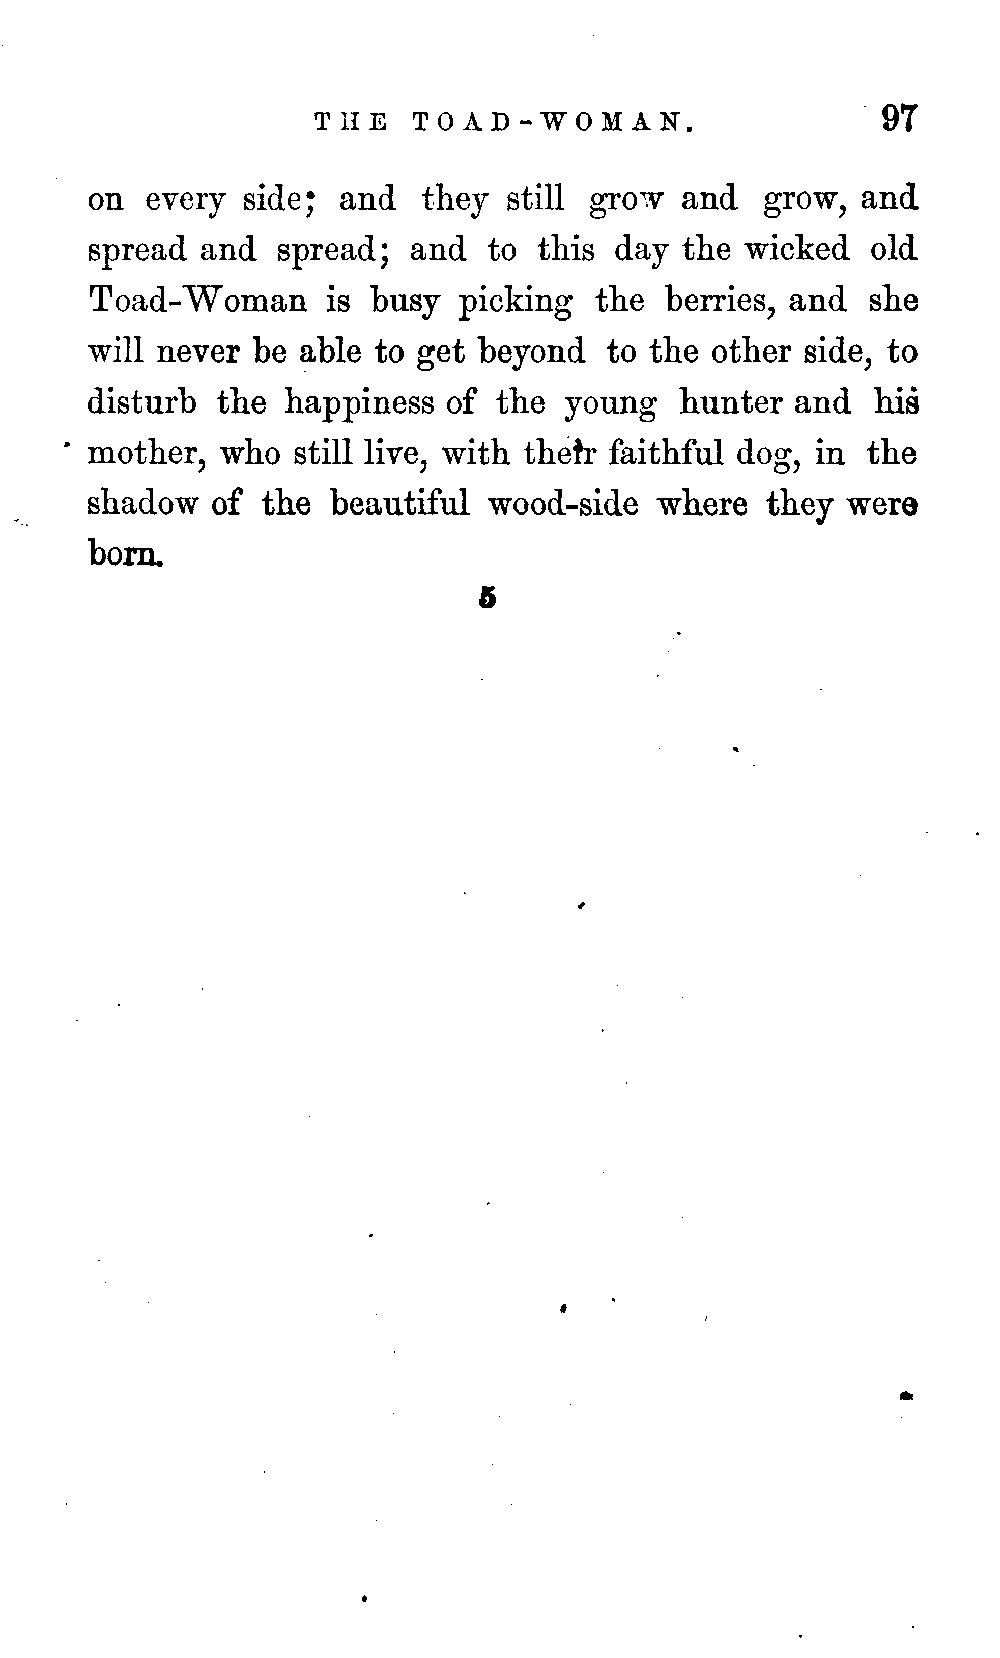 THE TOAD-WOMAN. 97
on every side; and they still grow and grow, and
spread and spread; and to this day the wicked old
Toad-Woman is busy picking the berries, and she
will never be able to get beyond to the other side, to
disturb the happiness of the young hunter and his
mother, who still live, with their faithful dog, in the
shadow of the beautiful wood-side where they were
born.
5